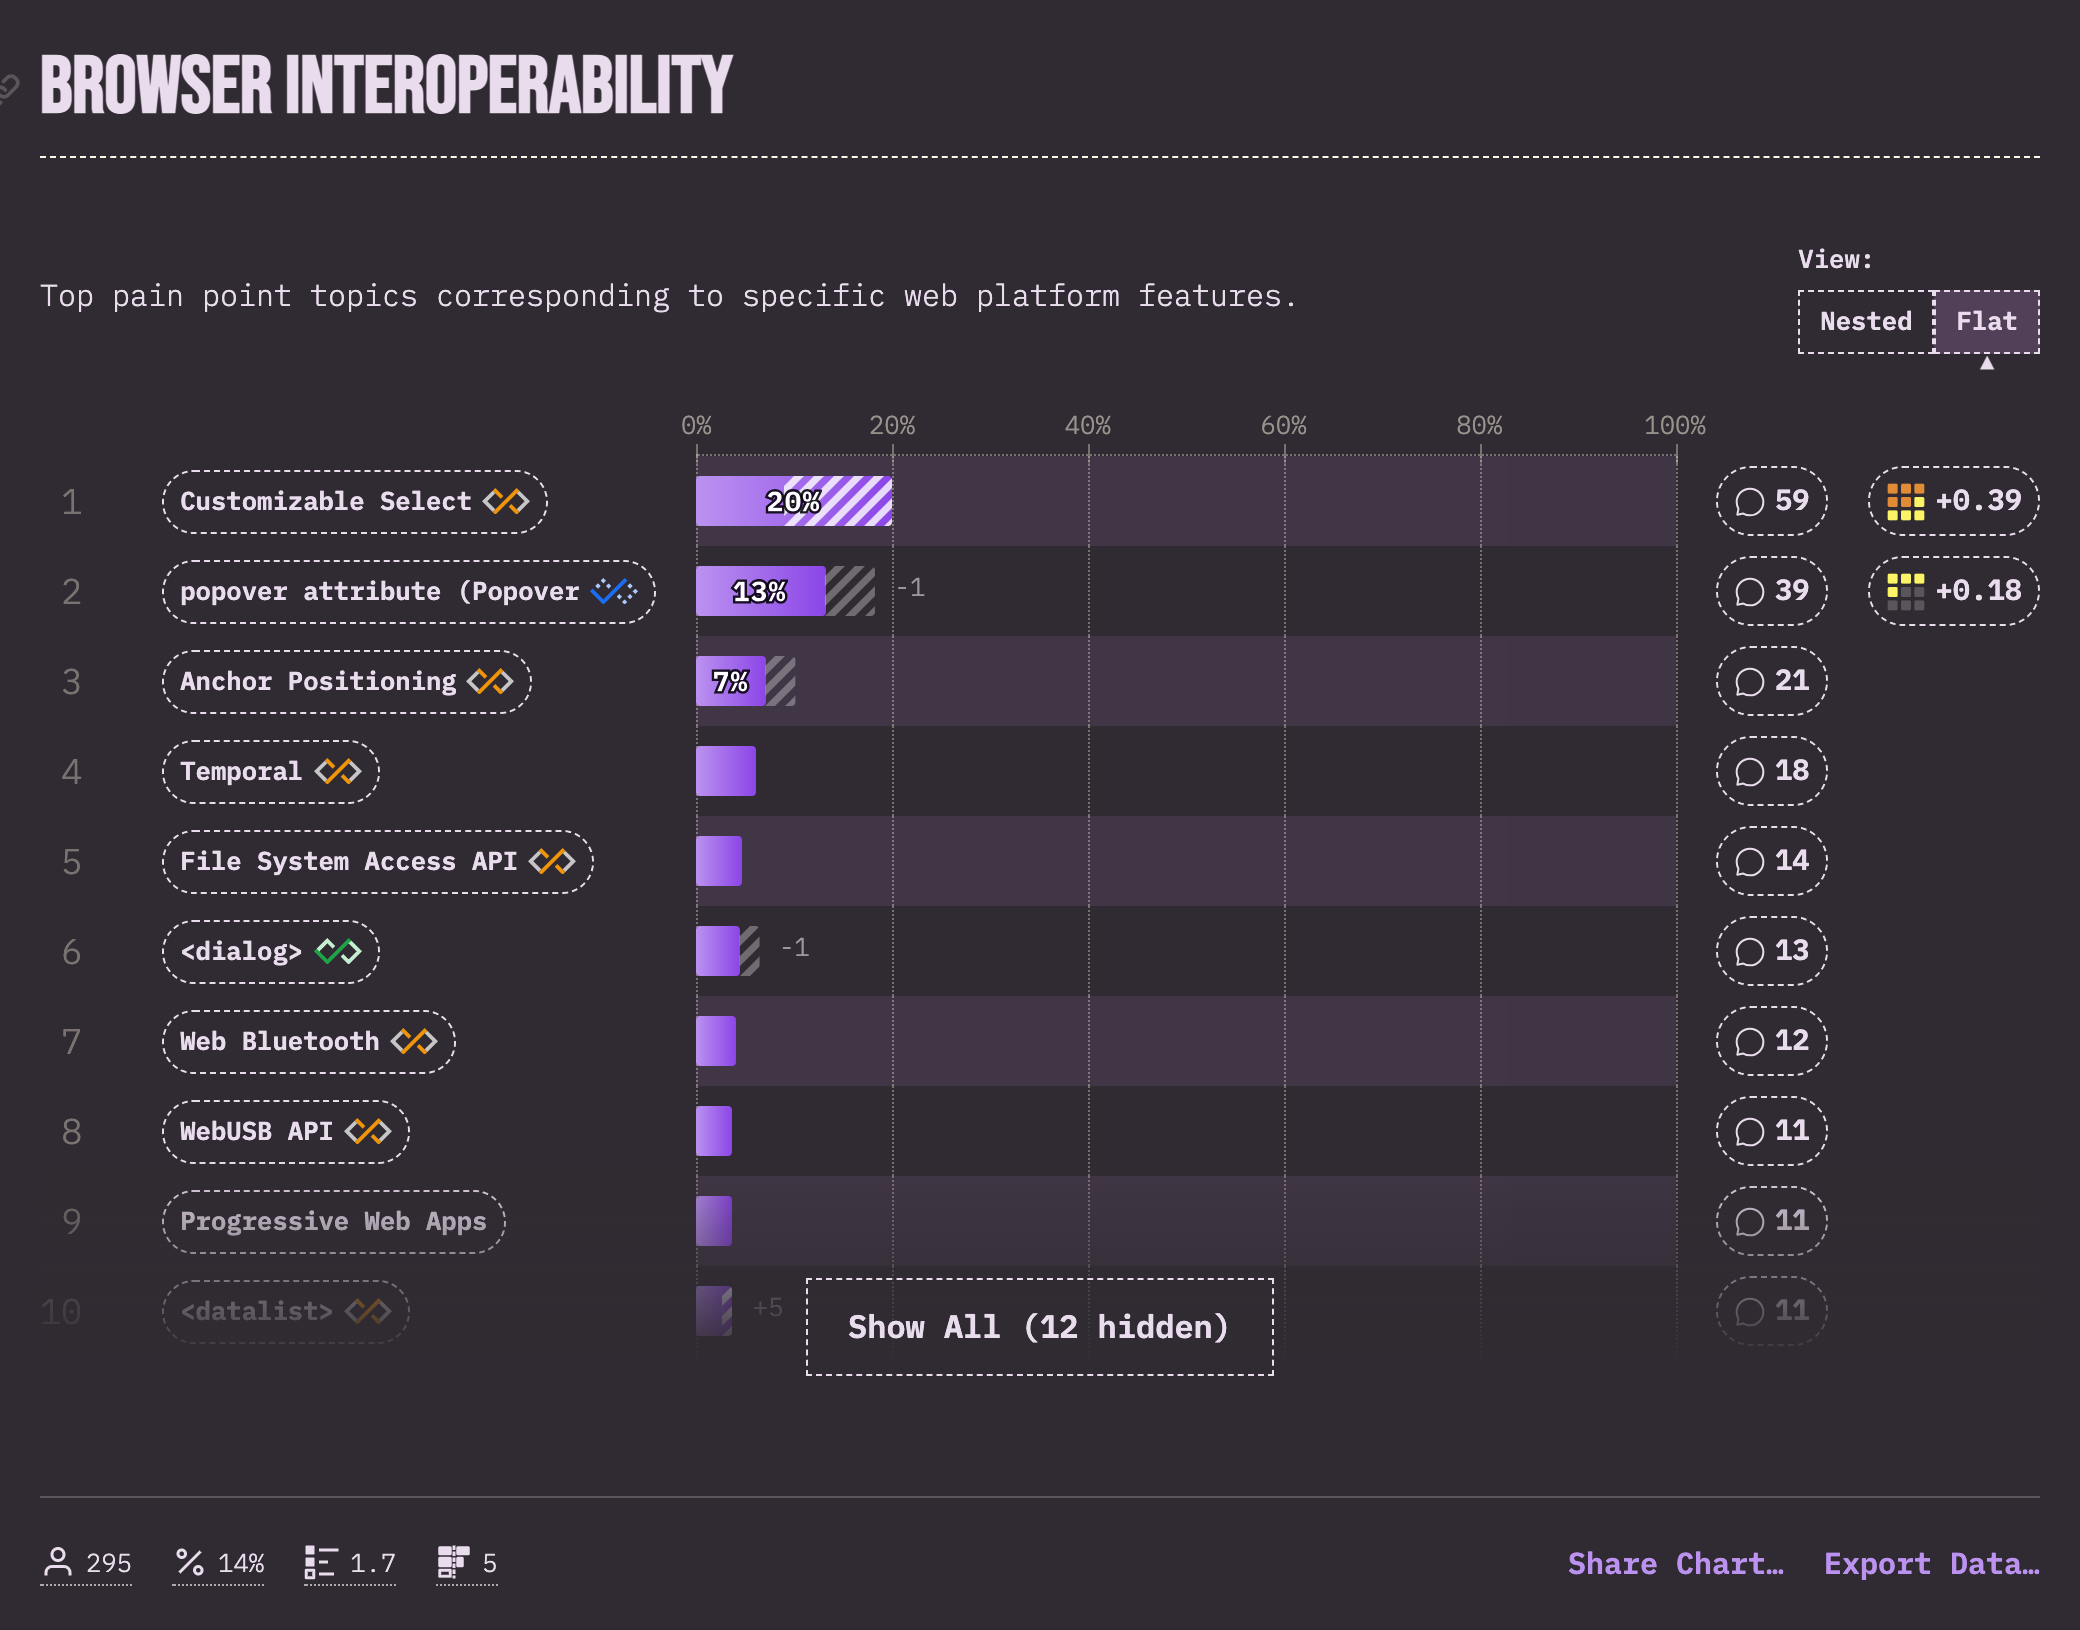 BROWSER INTEROPERABILITY
View:
Top pain point topics corresponding to specific web platform features.
Nested Flat
0% 20% 40% 60% 80% 100%
1 Customizable Select 20% 59 +0.39
2 popover attribute (Popover 13% -1 39 +0.18
3 Anchor Positioning 7% 21
4 Temporal 18
5 File System Access API 14
6 <dialog> -1 13
7 Web Bluetooth 12
8 WebUSB API 11
9 Progressive Web Apps 11
10 <datalist> +5 11
Show All (12 hidden)
295 14% 1.7 5 Share Chart… Export Data…